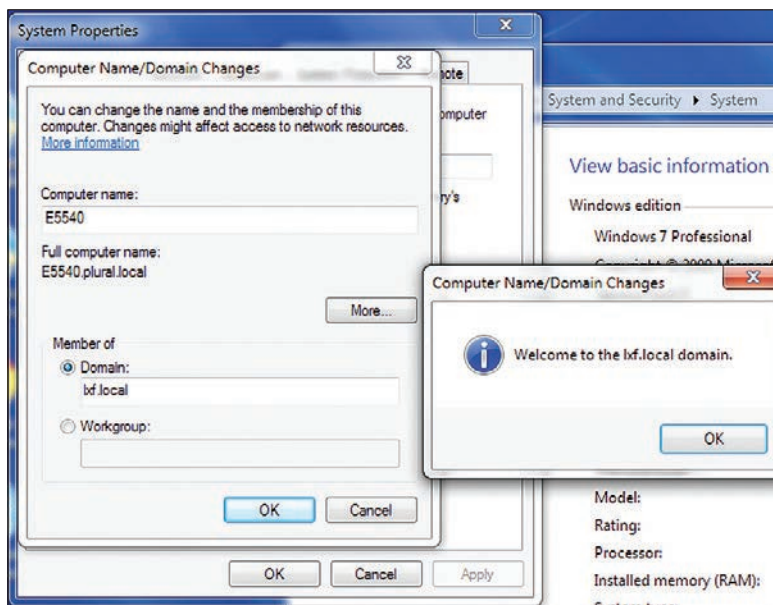 System Properties
Computer Name/Domain Changes
You can change the name and the membership of this
computer. Changes might affect access to network resources.
More information
Computer name:
E5540
Full computer name:
E5540.plural.local
More...
Member of
Domain:
lxf.local
Workgroup:
OK
Cancel
OK
Cancel
Apply
System and Security
System
View basic information
Windows edition
Windows 7 Professional
Computer Name/Domain Changes
Welcome to the lxf.local domain.
OK
Model:
Rating:
Processor:
Installed memory (RAM):